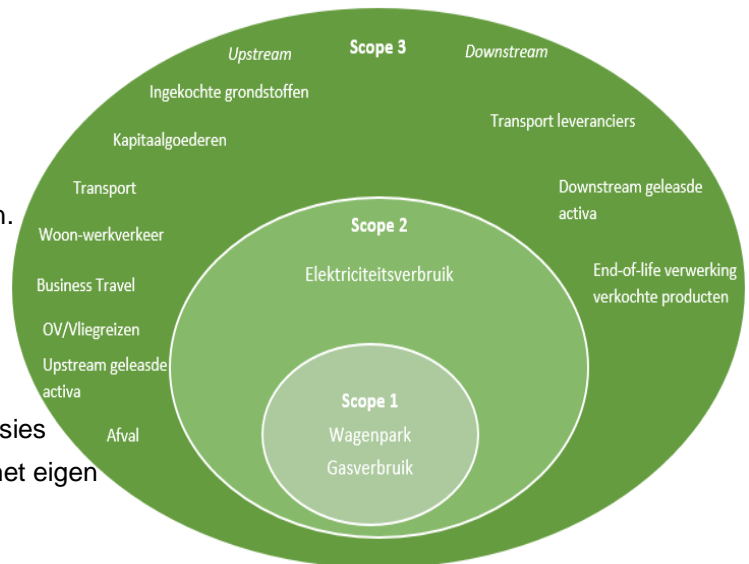 Scope 3
Upstream
Downstream
Ingekochte grondstoffen
Kapitaalgoederen
Transport
Woon-werkverkeer
Business Travel
OV/Vliegreizen
Upstream geleasde
activa
Afval
Transport leveranciers
Downstream geleasde
activa
End-of-life verwerking
verkochte producten
Scope 2
Elektriciteitsverbruik
Scope 1
Wagenpark
Gasverbruik
eigen